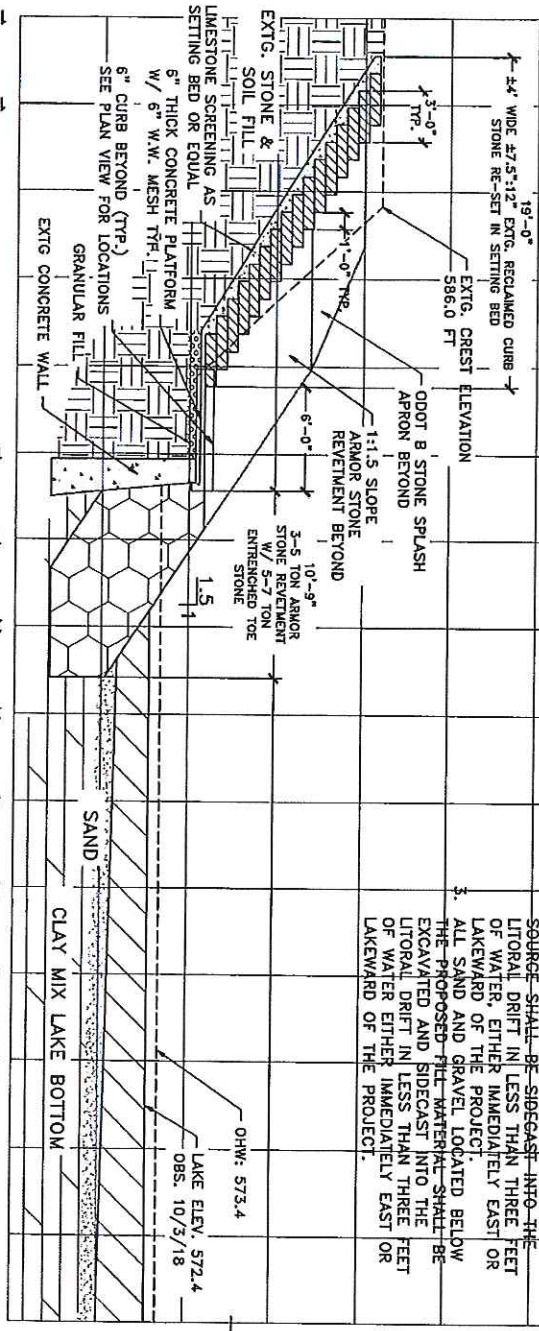 19'-0"
±4' WIDE ±7.5":12" EXTG. RECLAIMED CURB
STONE RE-SET IN SETTING BED
3'-0"
TYP.
EXTG. CREST ELEVATION
586.0 FT
ODOT B STONE SPLASH
APRON BEYOND
1:1.5 SLOPE
ARMOR STONE
REVETMENT BEYOND
1'-0" TYP.
6'-0"
10'-9"
3-5 TON ARMOR
STONE REVETMENT
W/ 5-7 TON
ENTRENCHED TOE
STONE
1.5
1
EXTG. STONE &
SOIL FILL
LIMESTONE SCREENING AS
SETTING BED OR EQUAL
6" THICK CONCRETE PLATFORM
W/ 6" W.W. MESH TYP.
6" CURB BEYOND (TYP.)
SEE PLAN VIEW FOR LOCATIONS
GRANULAR FILL
EXTG CONCRETE WALL
SAND
CLAY MIX LAKE BOTTOM
OHW: 573.4
LAKE ELEV. 572.4
OBS. 10/3/18
SOURCE SHALL BE SIDECAST INTO THE
LITORAL DRIFT IN LESS THAN THREE FEET
OF WATER, EITHER IMMEDIATELY EAST OR
LAKEWARD OF THE PROJECT.
3. ALL SAND AND GRAVEL LOCATED BELOW
THE PROPOSED FILL MATERIAL SHALL BE
EXCAVATED AND SIDECAST INTO THE
LITORAL DRIFT IN LESS THAN THREE FEET
OF WATER EITHER IMMEDIATELY EAST OR
LAKEWARD OF THE PROJECT.